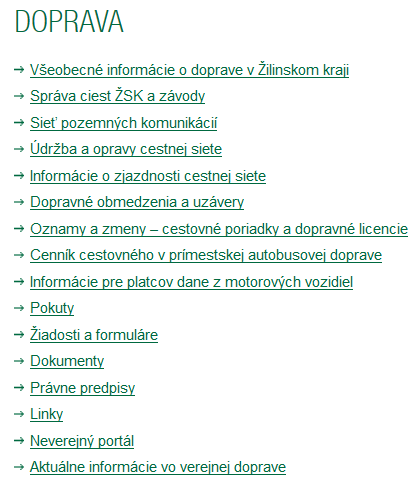 DOPRAVA
→ Všeobecné informácie o doprave v Žilinskom kraji
→ Správa ciest ŽSK a závody
→ Sieť pozemných komunikácií
→ Údržba a opravy cestnej siete
→ Informácie o zjazdnosti cestnej siete
→ Dopravné obmedzenia a uzávery
→ Oznamy a zmeny – cestovné poriadky a dopravné licencie
→ Cenník cestovného v prímestskej autobusovej doprave
→ Informácie pre platcov dane z motorových vozidiel
→ Pokuty
→ Žiadosti a formuláre
→ Dokumenty
→ Právne predpisy
→ Linky
→ Neverejný portál
→ Aktuálne informácie vo verejnej doprave